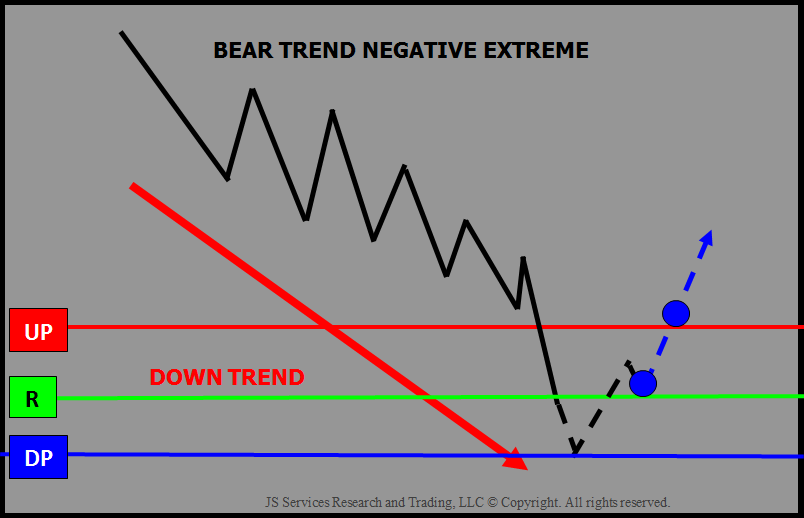 BEAR TREND NEGATIVE EXTREME
UP
DOWN TREND
R
DP
JS Services Research and Trading, LLC © Copyright. All rights reserved.